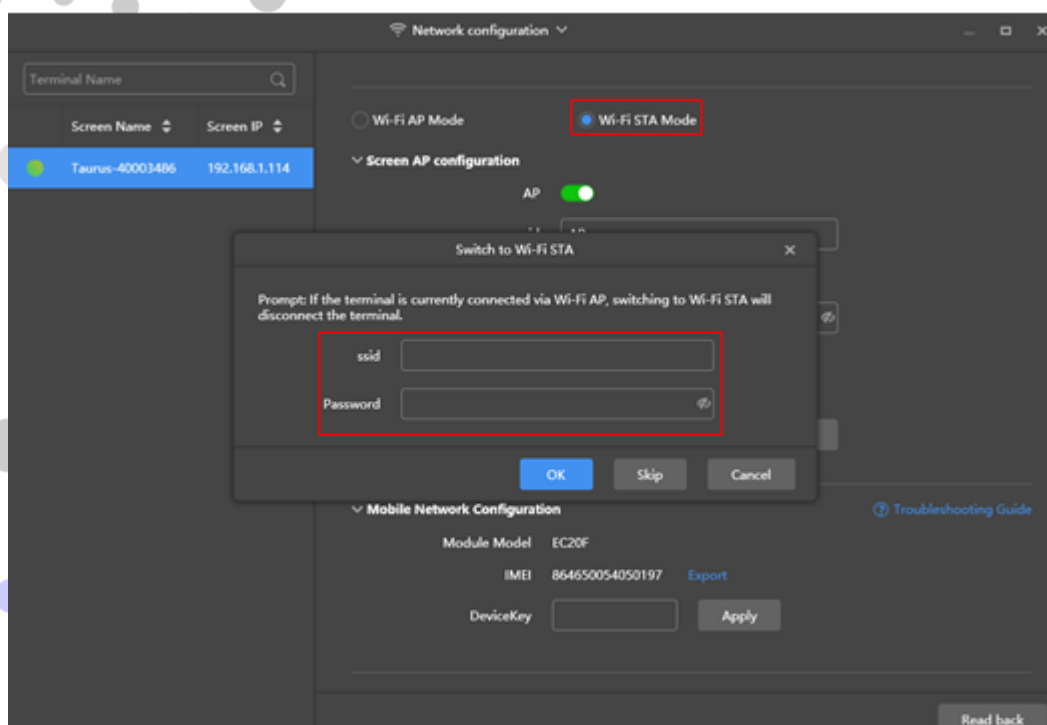 Network configuration
Terminal Name
Screen Name
Screen IP
Taurus-40003486
192.168.1.114
Wi-Fi AP Mode
Wi-Fi STA Mode
Screen AP configuration
AP
Switch to Wi-Fi STA
Prompt: If the terminal is currently connected via Wi-Fi AP, switching to Wi-Fi STA will
disconnect the terminal.
ssid
Password
OK
Skip
Cancel
Mobile Network Configuration
Troubleshooting Guide
Module Model
EC20F
IMEI
864650054050197
Export
DeviceKey
Apply
Read back